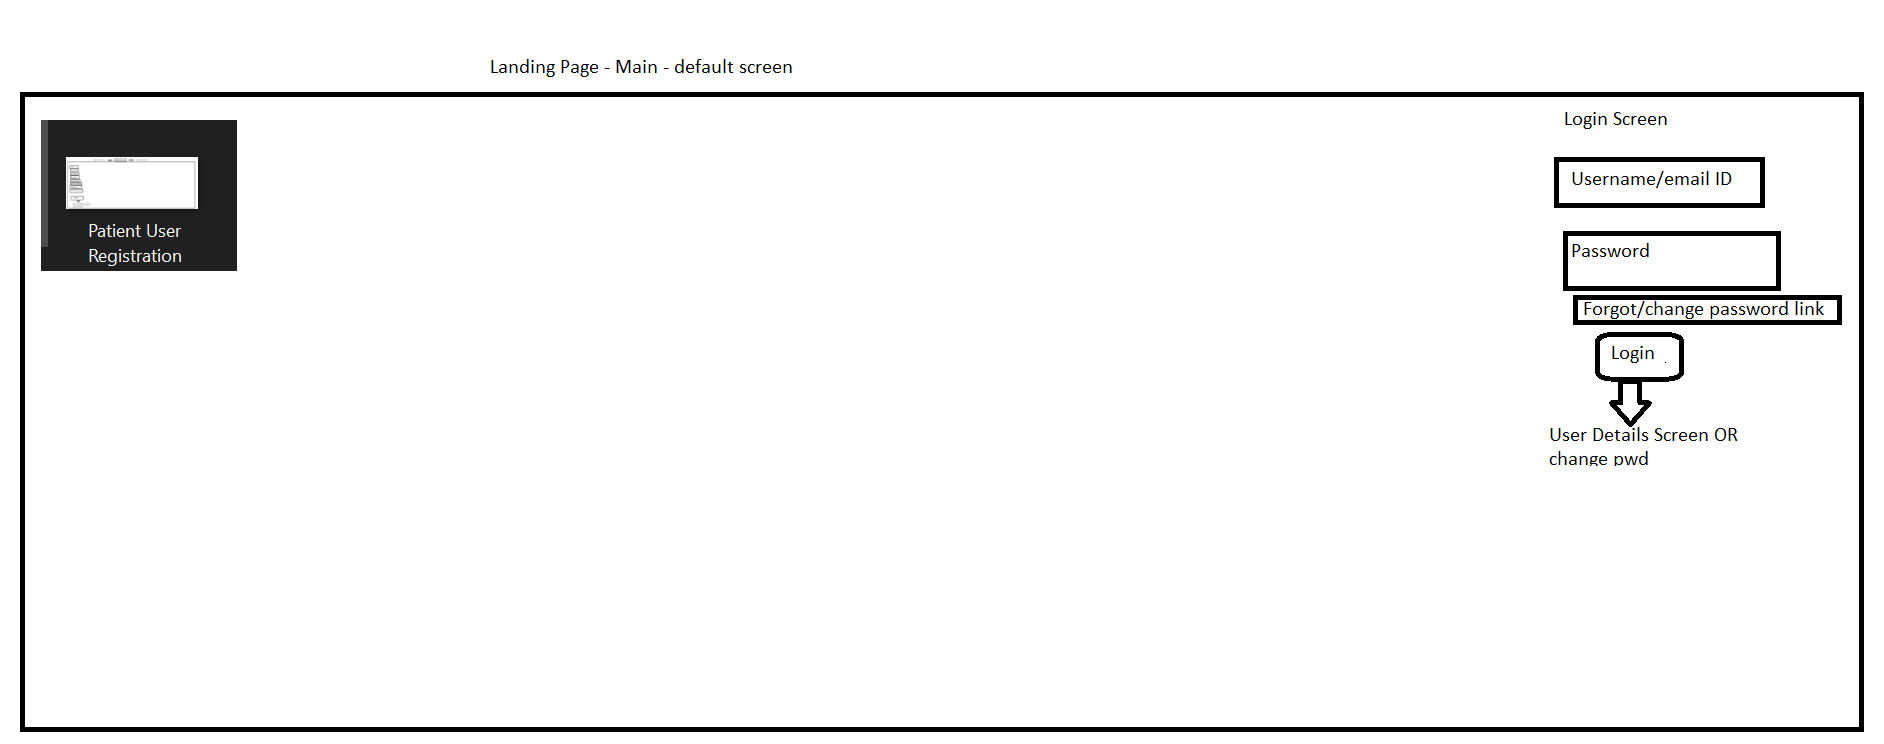 Landing Page - Main - default screen
Login Screen
Username/email ID
Password
Forgot/change password link
Login
User Details Screen OR
change pwd
Patient User
Registration